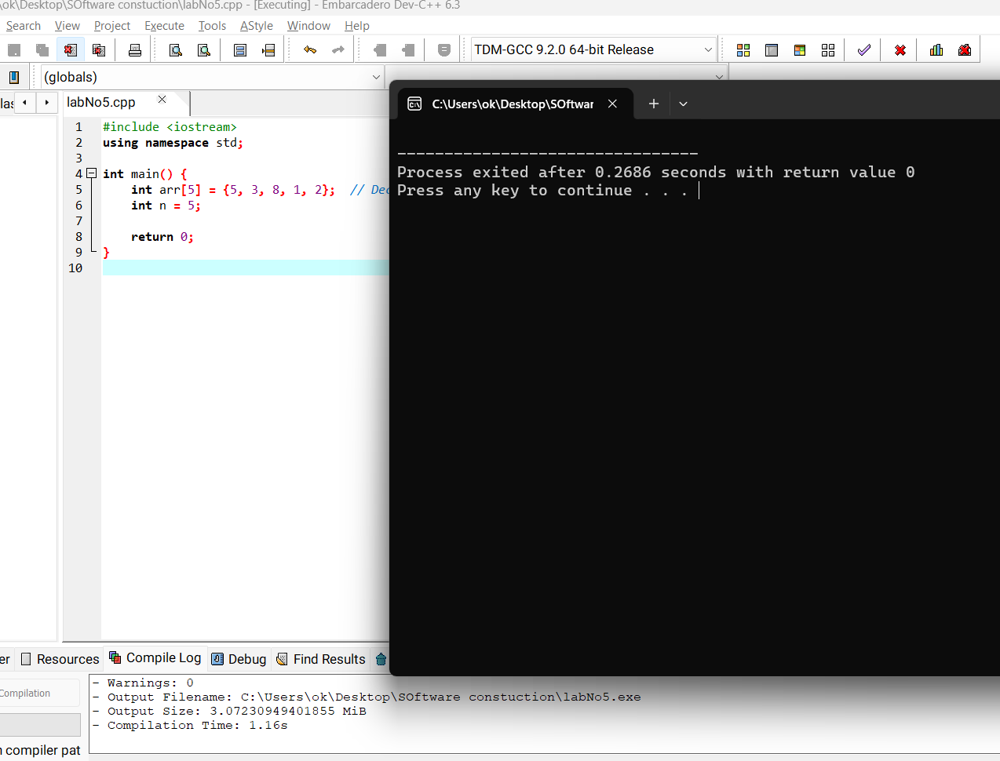 \ok\Desktop\SOftware constuction\labNo5.cpp - [Executing] - Embarcadero Dev-C++ 6.3
Search View Project Execute Tools AStyle Window Help
TDM-GCC 9.2.0 64-bit Release
(globals)
labNo5.cpp
1 #include <iostream>
2 using namespace std;
3
4 int main() {
5 int arr[5] = {5, 3, 8, 1, 2}; // Dec
6 int n = 5;
7
8 return 0;
9 }
10
C:\Users\ok\Desktop\SOftwar
--------------------------------
Process exited after 0.2686 seconds with return value 0
Press any key to continue . . .
er Resources Compile Log Debug Find Results
Compilation
- Warnings: 0
- Output Filename: C:\Users\ok\Desktop\SOftware constuction\labNo5.exe
- Output Size: 3.07230949401855 MiB
- Compilation Time: 1.16s
compiler pat